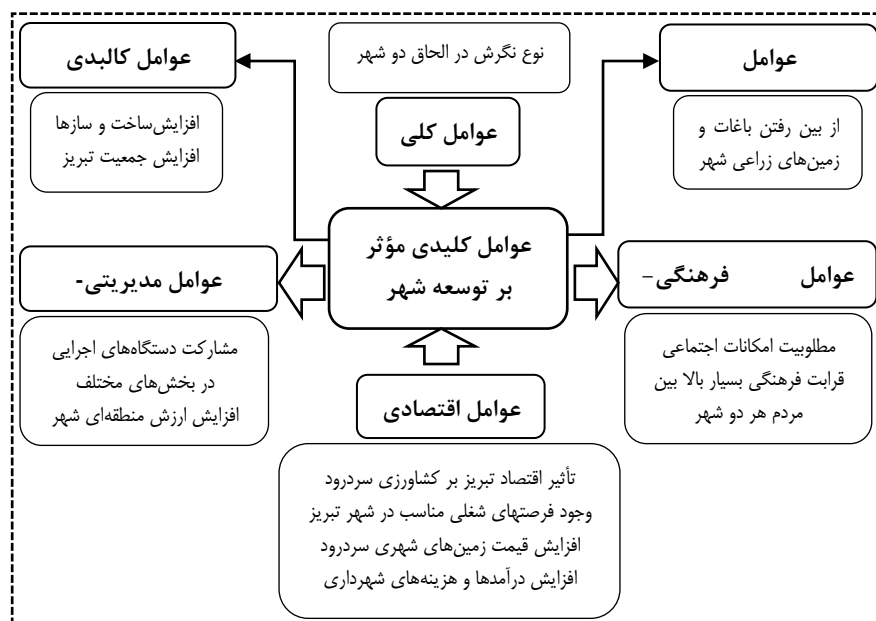 عوامل
از بین رفتن باغات و
زمین‌های زراعی شهر
نوع نگرش در الحاق دو شهر
عوامل کلی
عوامل کالبدی
افزایش‌ساخت و سازها
افزایش جمعیت تبریز
عوامل کلیدی مؤثر
بر توسعه شهر
عوامل فرهنگی–
مطلوبیت امکانات اجتماعی
قرابت فرهنگی بسیار بالا بین
مردم هر دو شهر
عوامل مدیریتی-
مشارکت دستگاه‌های اجرایی
در بخش‌های مختلف
افزایش ارزش منطقه‌ای شهر
عوامل اقتصادی
تأثیر اقتصاد تبریز بر کشاورزی سردرود
وجود فرصتهای شغلی مناسب در شهر تبریز
افزایش قیمت زمین‌های شهری سردرود
افزایش درآمدها و هزینه‌های شهرداری